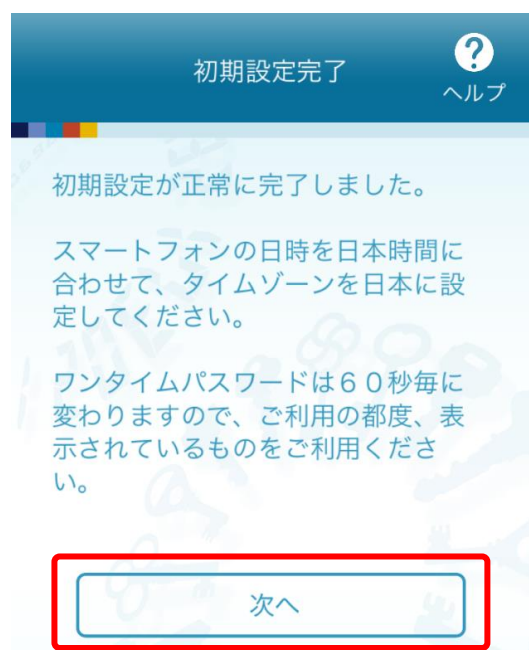 初期設定完了
?
ヘルプ
初期設定が正常に完了しました。
スマートフォンの日時を日本時間に
合わせて、タイムゾーンを日本に設
定してください。
ワンタイムパスワードは６０秒毎に
変わりますので、ご利用の都度、表
示されているものをご利用くださ
い。
次へ